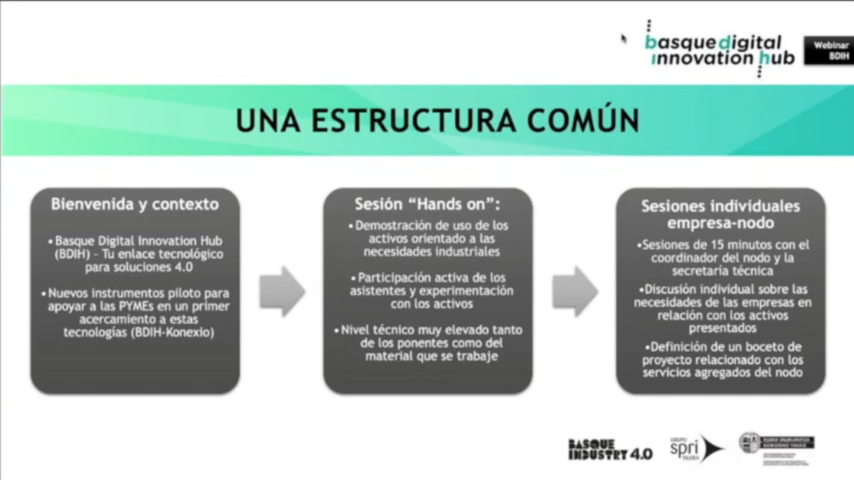 basque digital
innovation hub
Webinar
BDIH
UNA ESTRUCTURA COMÚN
Bienvenida y contexto
•Basque Digital Innovation Hub
(BDIH) – Tu enlace tecnológico
para soluciones 4.0
•Nuevos instrumentos piloto para
apoyar a las PYMEs en un primer
acercamiento a estas
tecnologías (BDIH-Konexio)
Sesión “Hands on”:
•Demostración de uso de los
activos orientado a las
necesidades industriales
•Participación activa de los
asistentes y experimentación
con los activos
•Nivel técnico muy elevado tanto
de los ponentes como del
material que se trabaje
Sesiones individuales
empresa-nodo
•Sesiones de 15 minutos con el
coordinador del nodo y la
secretaría técnica
•Discusión individual sobre las
necesidades de las empresas en
relación con los activos
presentados
•Definición de un boceto de
proyecto relacionado con los
servicios agregados del nodo
BASQUE
INDUSTRY 4.0
GRUPO
spri
TALDEA
EUSKO JAURLARITZA
GOBIERNO VASCO